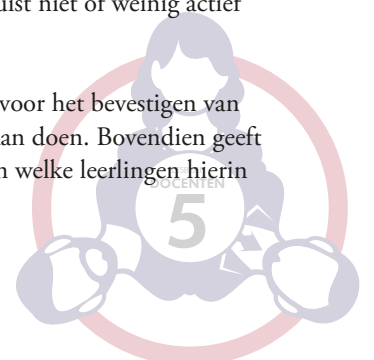 uist niet of weinig actief
voor het bevestigen van
an doen. Bovendien geeft
n welke leerlingen hierin
DOCENTEN
5